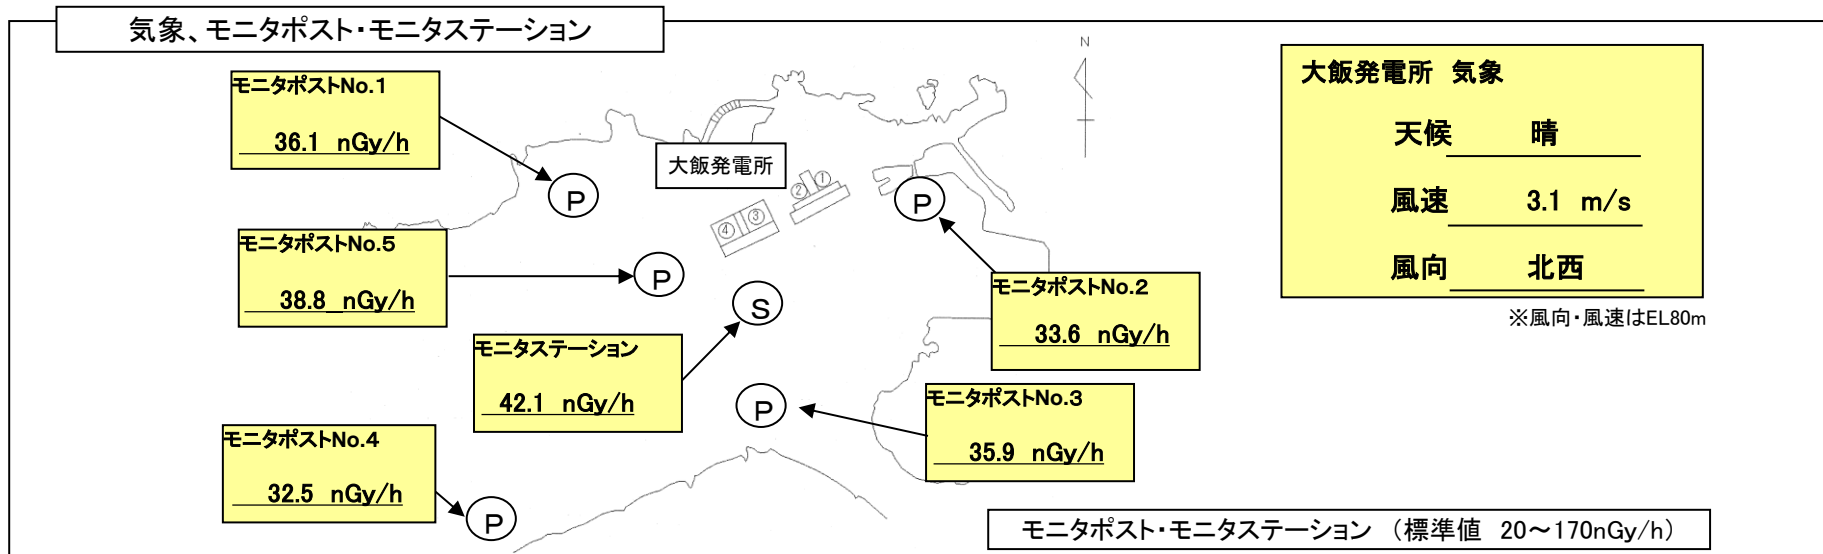 気象、モニタポスト・モニタステーション
N
モニタポストNo.1
36.1 nGy/h
P
大飯発電所
①
②
③
④
P
大飯発電所 気象
天候 晴
風速 3.1 m/s
風向 北西
※風向・風速はEL80m
モニタポストNo.5
38.8 nGy/h
P
S
モニタポストNo.2
33.6 nGy/h
モニタステーション
42.1 nGy/h
P
モニタポストNo.3
35.9 nGy/h
モニタポストNo.4
32.5 nGy/h
P
モニタポスト・モニタステーション (標準値 20~170nGy/h)